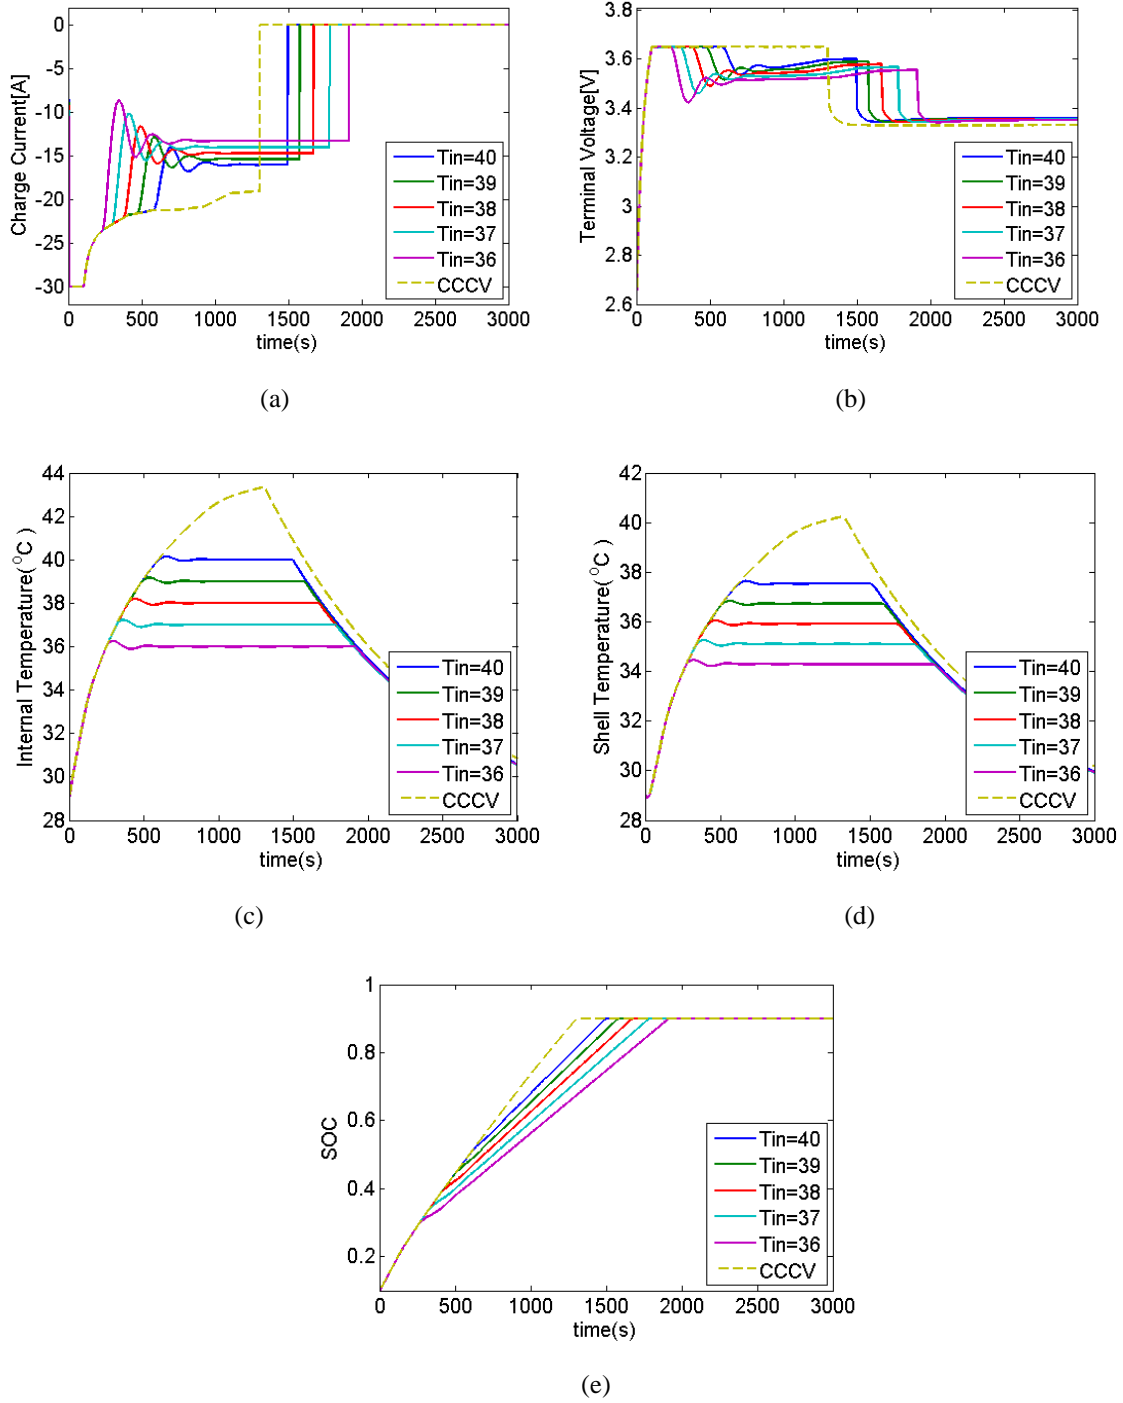 0
-5
-10
-15
-20
-25
-30
Charge Current[A]
0 500 1000 1500 2000 2500 3000
time(s)
Tin=40
Tin=39
Tin=38
Tin=37
Tin=36
CCCV
(a)
3.8
3.6
3.4
3.2
3
2.8
2.6
Terminal Voltage[V]
0 500 1000 1500 2000 2500 3000
time(s)
Tin=40
Tin=39
Tin=38
Tin=37
Tin=36
CCCV
(b)
44
42
40
38
36
34
32
30
28
Internal Temperature( °C )
0 500 1000 1500 2000 2500 3000
time(s)
Tin=40
Tin=39
Tin=38
Tin=37
Tin=36
CCCV
(c)
42
40
38
36
34
32
30
28
Shell Temperature( °C )
0 500 1000 1500 2000 2500 3000
time(s)
Tin=40
Tin=39
Tin=38
Tin=37
Tin=36
CCCV
(d)
1
0.8
0.6
0.4
0.2
SOC
0 500 1000 1500 2000 2500 3000
time(s)
Tin=40
Tin=39
Tin=38
Tin=37
Tin=36
CCCV
(e)